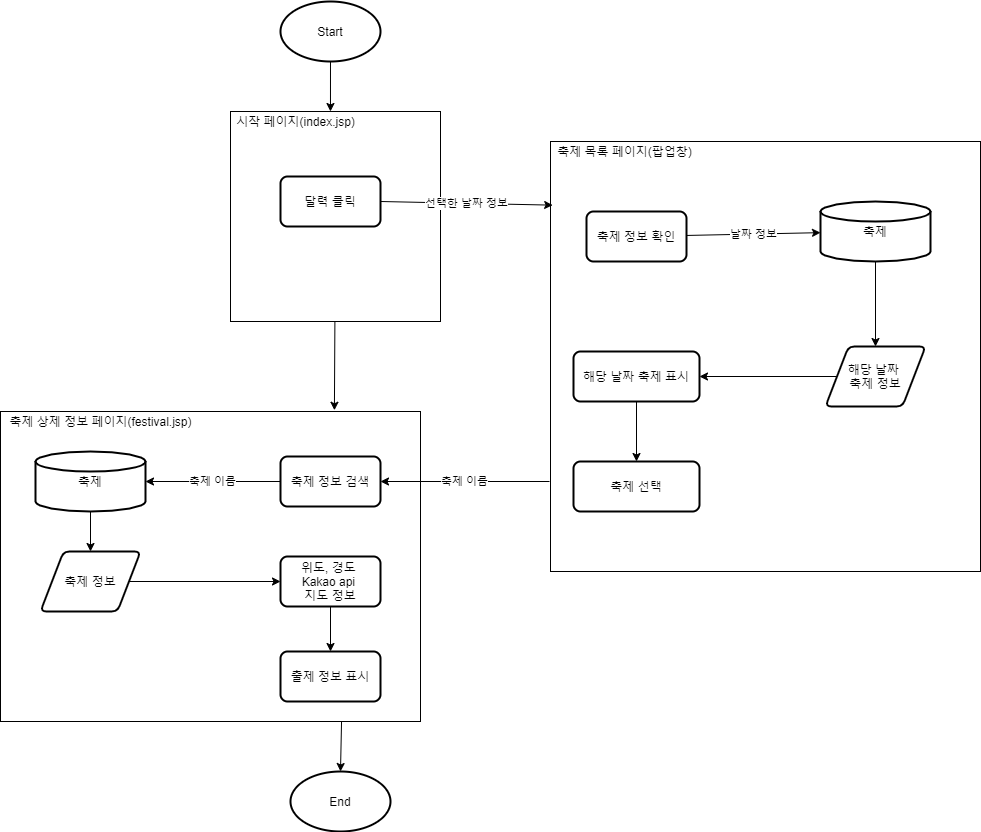 Start
시작 페이지(index.jsp)
달력 클릭
선택한 날짜 정보
축제 목록 페이지(팝업창)
축제 정보 확인
날짜 정보
축제
해당 날짜
축제 정보
해당 날짜 축제 표시
축제 선택
축제 이름
축제 상제 정보 페이지(festival.jsp)
축제 정보 검색
축제 이름
축제
축제 정보
위도, 경도
Kakao api
지도 정보
출제 정보 표시
End